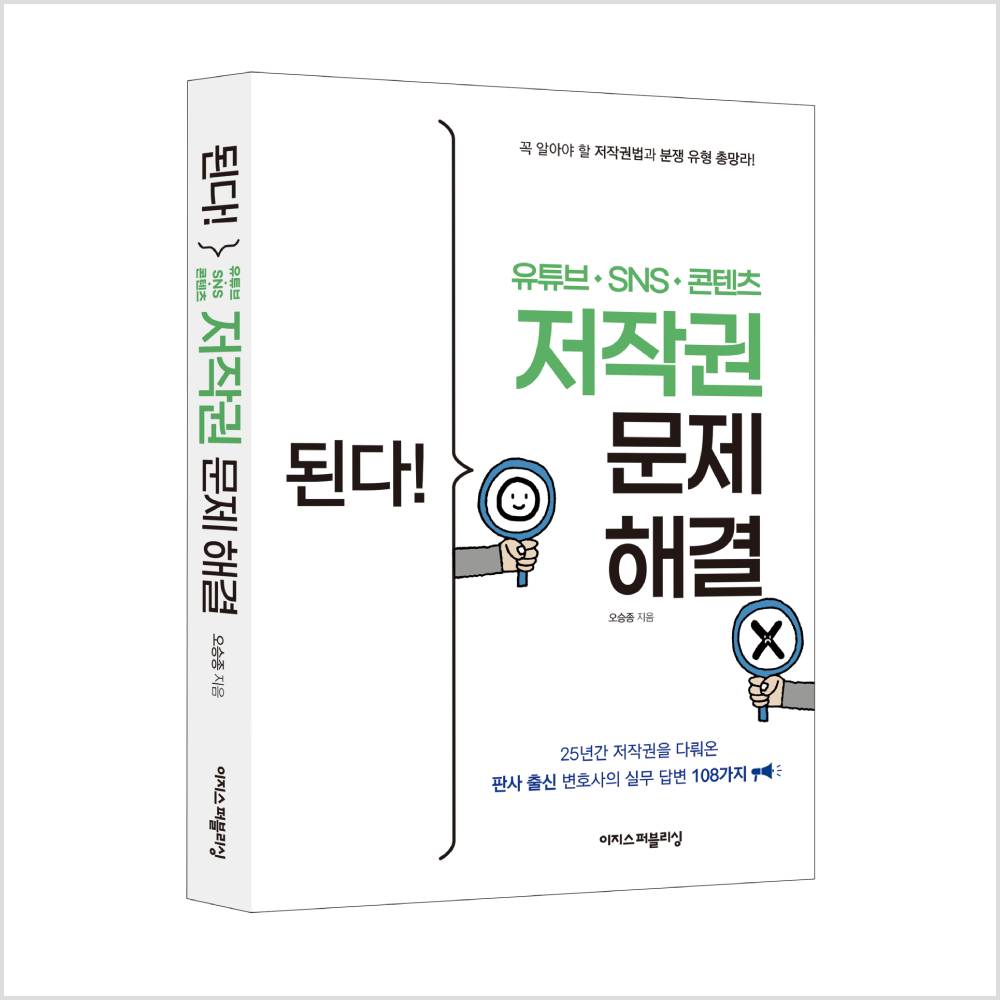 된다!
유튜브·
SNS·
콘텐츠
저작권 문제 해결
오승종 지음
이지스 퍼블리싱
꼭 알아야 할 저작권법과 분쟁 유형 총망라!
유튜브·SNS·콘텐츠
저작권
문제
해결
된다!
오승종 지음
25년간 저작권을 다뤄온
판사 출신 변호사의 실무 답변 108가지
이지스 퍼블리싱